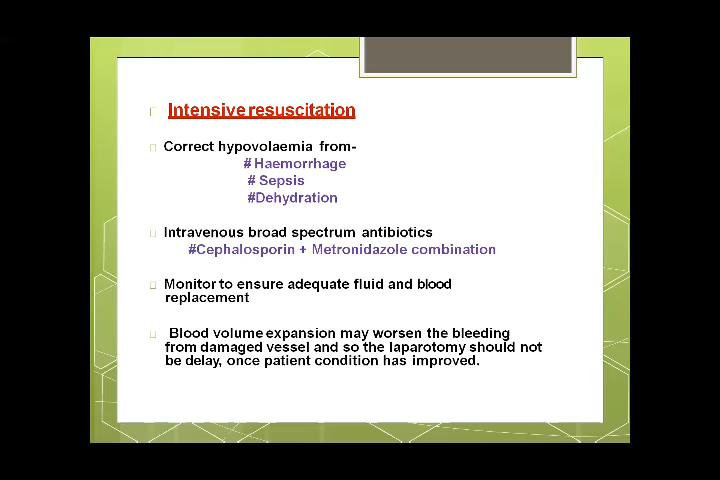 Intensive resuscitation
Correct hypovolaemia from-
# Haemorrhage
# Sepsis
#Dehydration
Intravenous broad spectrum antibiotics
#Cephalosporin + Metronidazole combination
Monitor to ensure adequate fluid and blood
replacement
Blood volume expansion may worsen the bleeding
from damaged vessel and so the laparotomy should not
be delay, once patient condition has improved.